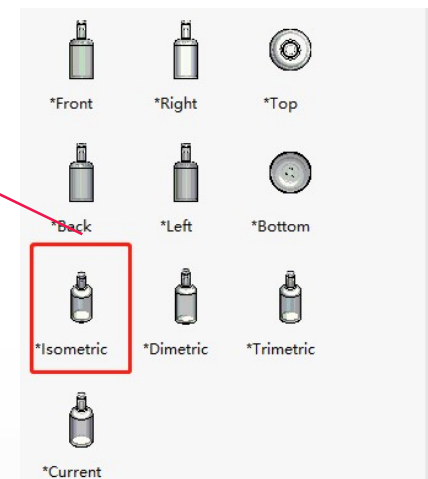 *Front *Right *Top
*Back *Left *Bottom
*Isometric *Dimetric *Trimetric
*Current